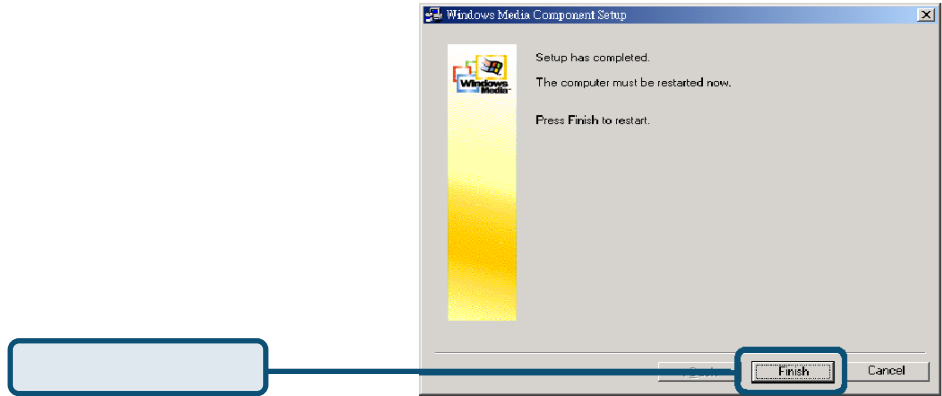 Windows Media Component Setup
Windows
Media
Setup has completed.
The computer must be restarted now.
Press Finish to restart.
Finish
Cancel